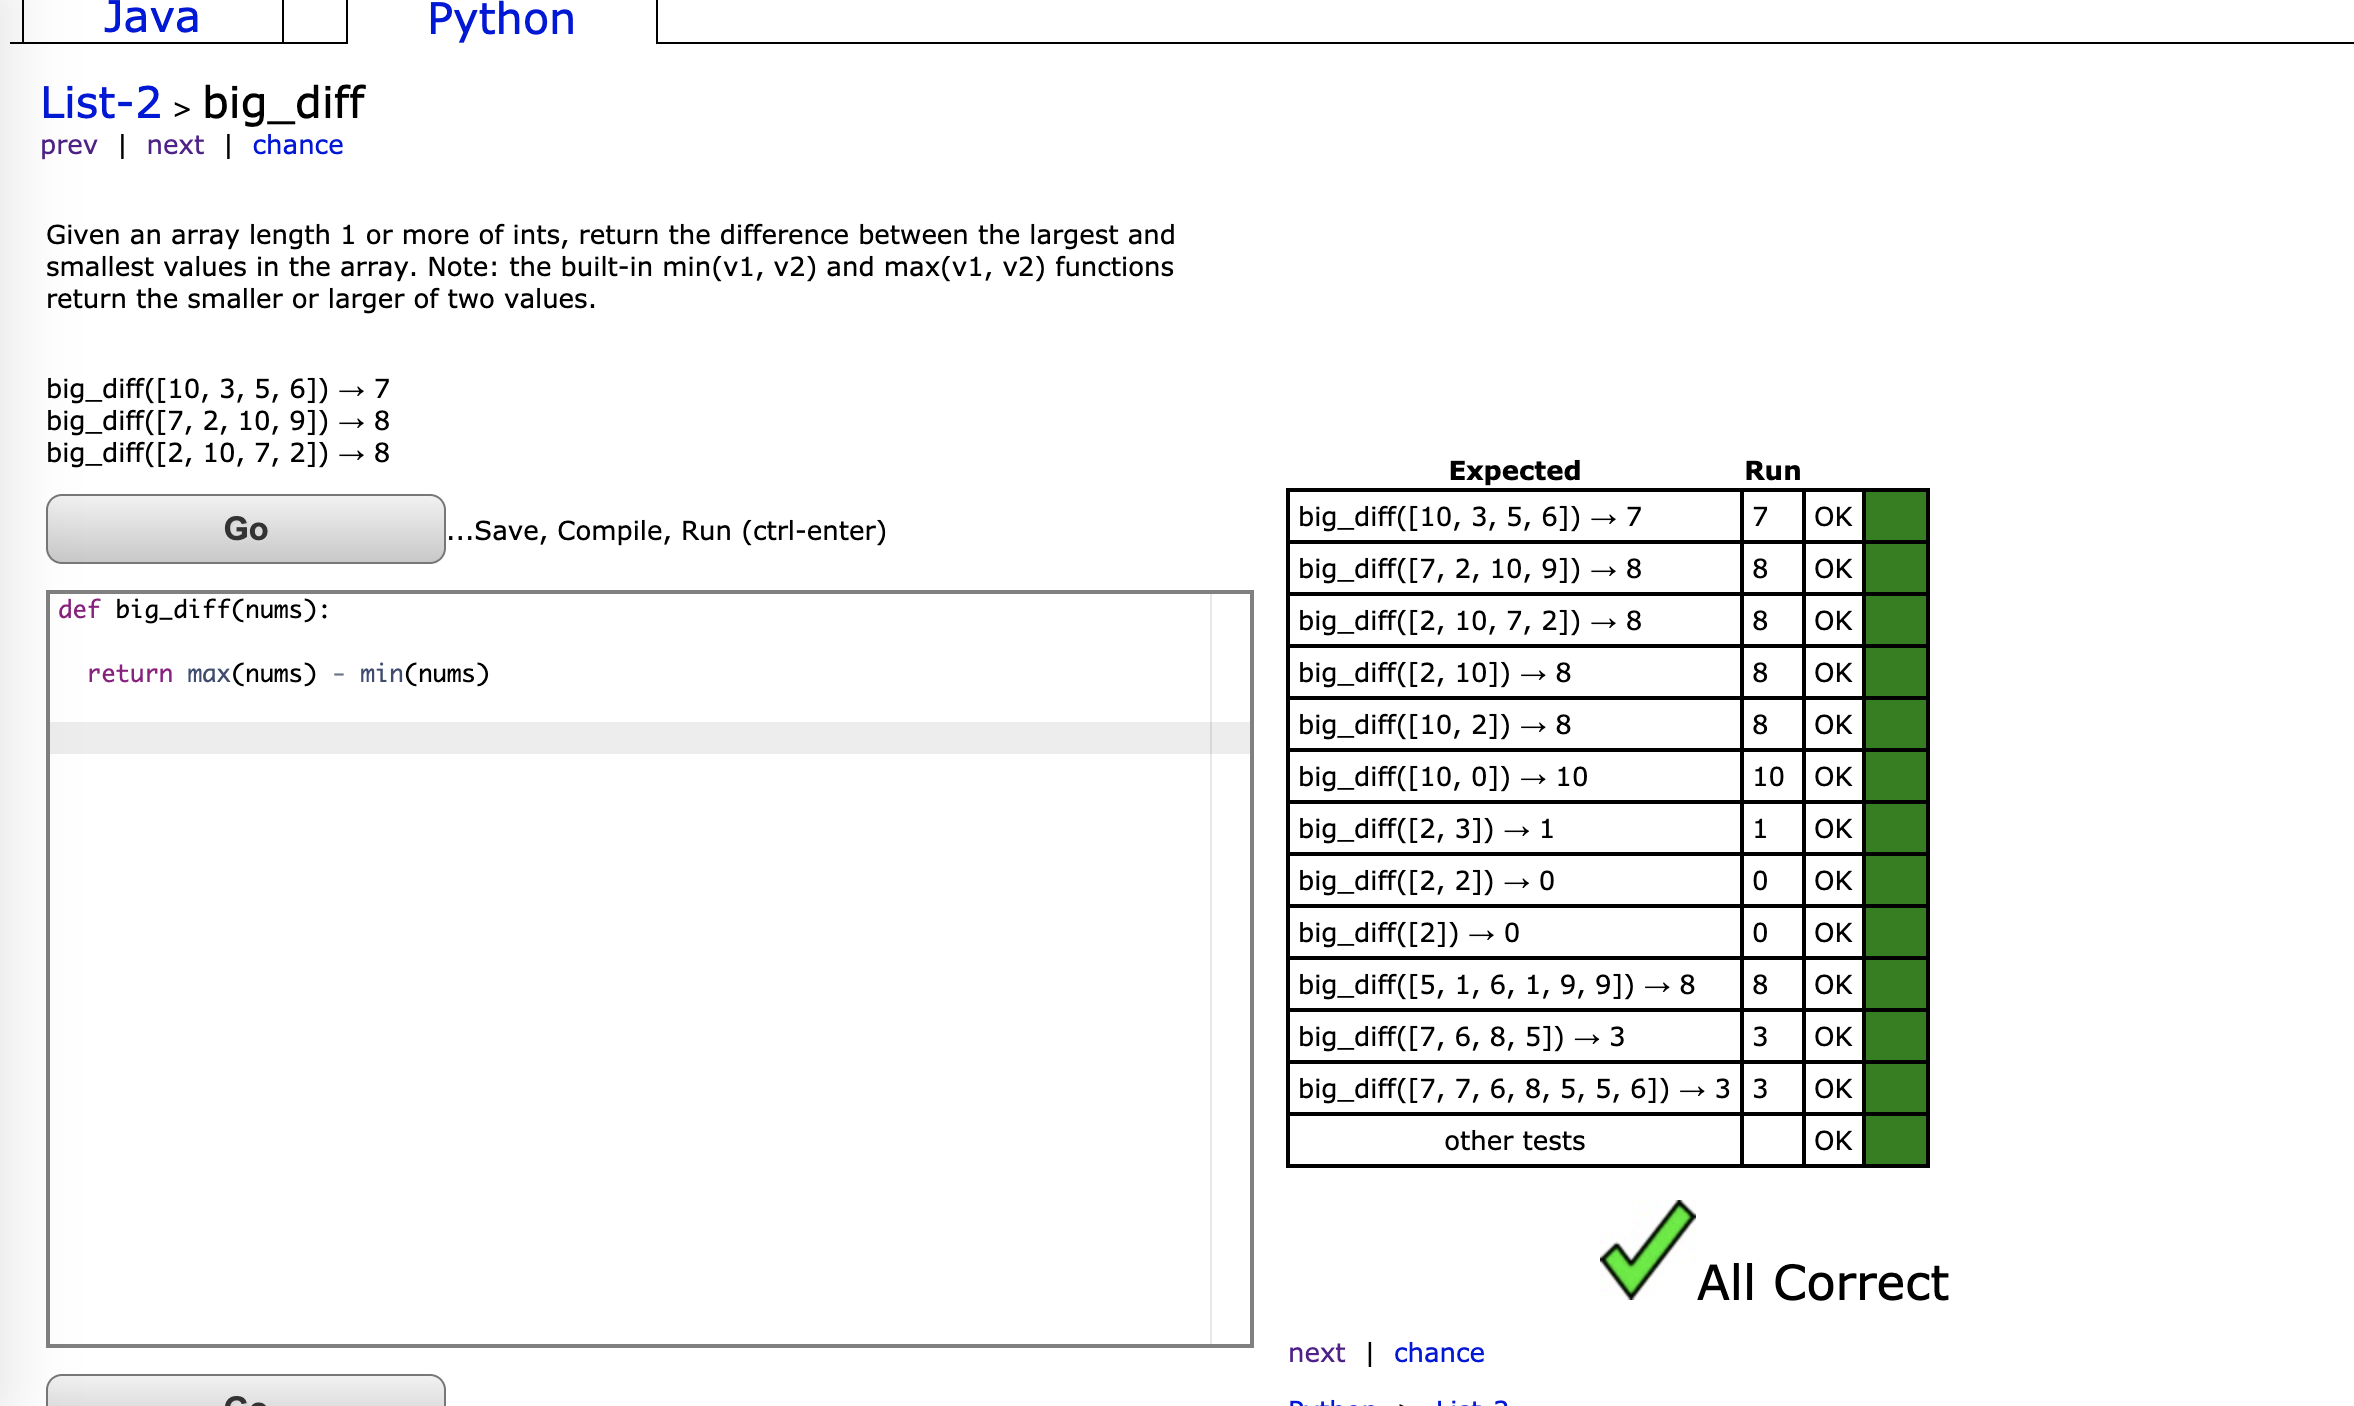 Java
Python
List-2 > big_diff
prev | next | chance
Given an array length 1 or more of ints, return the difference between the largest and
smallest values in the array. Note: the built-in min(v1, v2) and max(v1, v2) functions
return the smaller or larger of two values.
big_diff([10, 3, 5, 6]) → 7
big_diff([7, 2, 10, 9]) → 8
big_diff([2, 10, 7, 2]) → 8
Go ...Save, Compile, Run (ctrl-enter)
def big_diff(nums):
return max(nums) - min(nums)
Go
Expected Run
big_diff([10, 3, 5, 6]) → 7 7 OK
big_diff([7, 2, 10, 9]) → 8 8 OK
big_diff([2, 10, 7, 2]) → 8 8 OK
big_diff([2, 10]) → 8 8 OK
big_diff([10, 2]) → 8 8 OK
big_diff([10, 0]) → 10 10 OK
big_diff([2, 3]) → 1 1 OK
big_diff([2, 2]) → 0 0 OK
big_diff([2]) → 0 0 OK
big_diff([5, 1, 6, 1, 9, 9]) → 8 8 OK
big_diff([7, 6, 8, 5]) → 3 3 OK
big_diff([7, 7, 6, 8, 5, 5, 6]) → 3 3 OK
other tests OK
All Correct
next | chance
Python > List-2